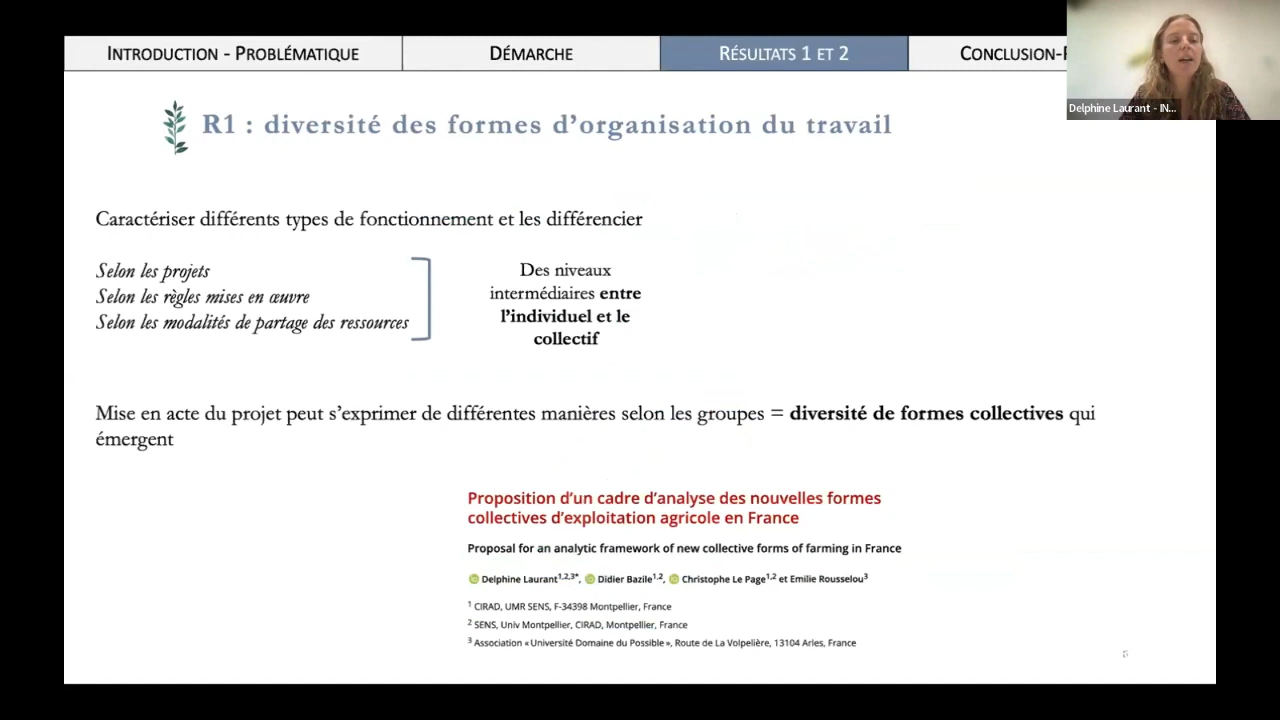 INTRODUCTION - PROBLÉMATIQUE
DÉMARCHE
RÉSULTATS 1 ET 2
CONCLUSION-
Delphine Laurant - IN...
R1 : diversité des formes d’organisation du travail
Caractériser différents types de fonctionnement et les différencier
Selon les projets
Selon les règles mises en œuvre
Selon les modalités de partage des ressources
Des niveaux
intermédiaires entre
l’individuel et le
collectif
Mise en acte du projet peut s’exprimer de différentes manières selon les groupes = diversité de formes collectives qui
émergent
Proposition d’un cadre d’analyse des nouvelles formes
collectives d’exploitation agricole en France
Proposal for an analytic framework of new collective forms of farming in France
Delphine Laurant1,2,3*, Didier Bazile1,2, Christophe Le Page1,2 et Emilie Rousselou3
1 CIRAD, UMR SENS, F-34398 Montpellier, France
2 SENS, Univ Montpellier, CIRAD, Montpellier, France
3 Association « Université Domaine du Possible », Route de La Volpelière, 13104 Arles, France